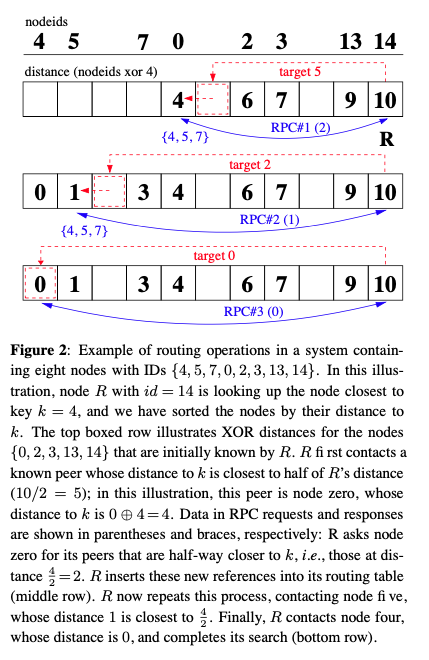 nodeids
4 5 7 0 2 3 13 14
distance (nodeids xor 4)
target 5
4 6 7 9 10
{4, 5, 7}
RPC#1 (2)
R
target 2
0 1 3 4 6 7 9 10
RPC#2 (1)
{4, 5, 7}
target 0
0 1 3 4 6 7 9 10
RPC#3 (0)
Figure 2: Example of routing operations in a system contain-
ing eight nodes with IDs {4, 5, 7, 0, 2, 3, 13, 14}. In this illus-
tration, node R with id = 14 is looking up the node closest to
key k = 4, and we have sorted the nodes by their distance to
k. The top boxed row illustrates XOR distances for the nodes
{0, 2, 3, 13, 14} that are initially known by R. R fi rst contacts a
known peer whose distance to k is closest to half of R's distance
(10/2 = 5); in this illustration, this peer is node zero, whose
distance to k is 0 ⊕ 4 = 4. Data in RPC requests and responses
are shown in parentheses and braces, respectively: R asks node
zero for its peers that are half-way closer to k, i.e., those at dis-
tance 4/2 = 2. R inserts these new references into its routing table
(middle row). R now repeats this process, contacting node fi ve,
whose distance 1 is closest to 4/2. Finally, R contacts node four,
whose distance is 0, and completes its search (bottom row).